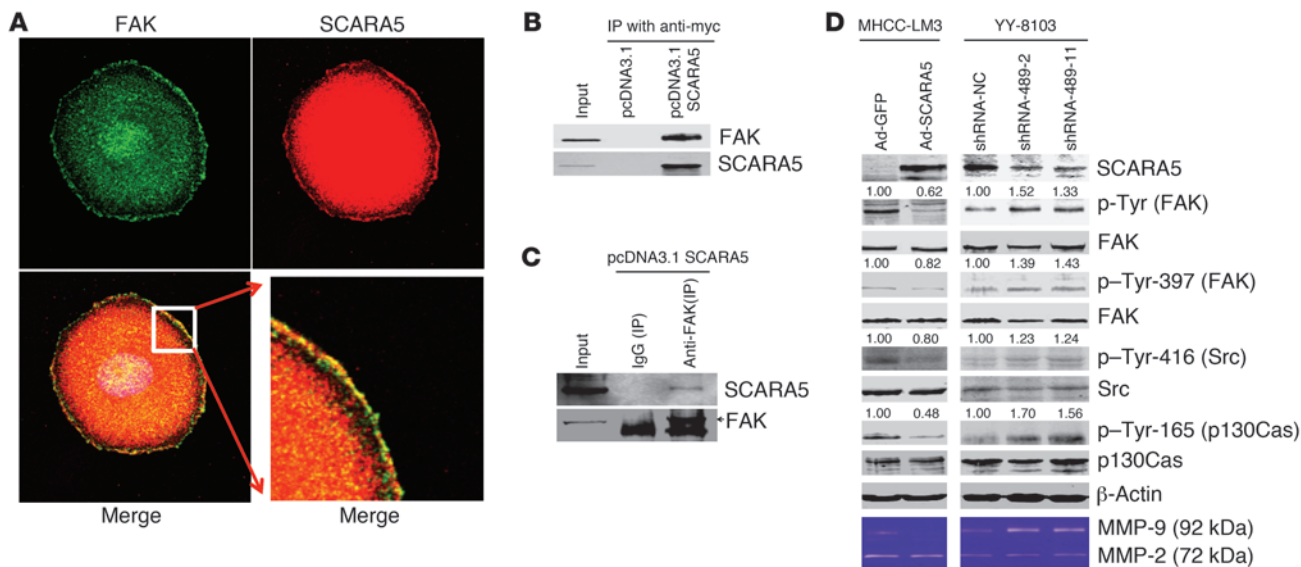 A
FAK
SCARA5
Merge
Merge
B
IP with anti-myc
Input
pcDNA3.1
pcDNA3.1
SCARA5
FAK
SCARA5
C
pcDNA3.1 SCARA5
Input
IgG (IP)
Anti-FAK(IP)
SCARA5
FAK
D
MHCC-LM3
YY-8103
Ad-GFP
Ad-SCARA5
shRNA-NC
shRNA-489-2
shRNA-489-11
SCARA5
1.00 0.62 1.00 1.52 1.33
p-Tyr (FAK)
FAK
1.00 0.82 1.00 1.39 1.43
p–Tyr-397 (FAK)
FAK
1.00 0.80 1.00 1.23 1.24
p–Tyr-416 (Src)
Src
1.00 0.48 1.00 1.70 1.56
p–Tyr-165 (p130Cas)
p130Cas
β-Actin
MMP-9 (92 kDa)
MMP-2 (72 kDa)